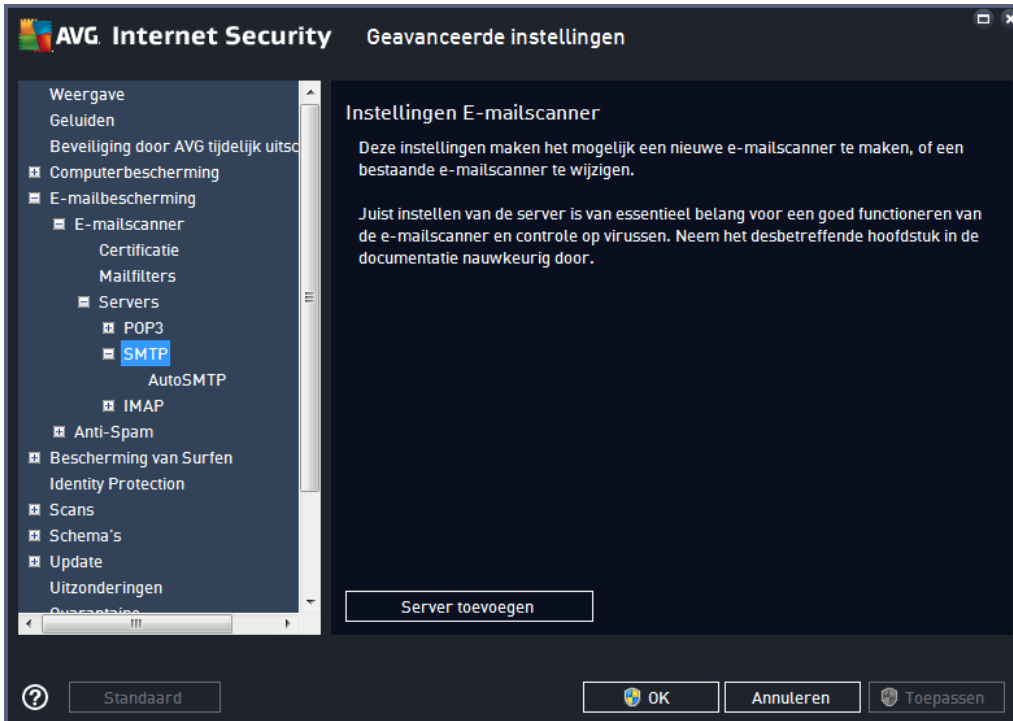 AVG Internet Security Geavanceerde instellingen
Weergave
Geluiden
Beveiliging door AVG tijdelijk uitsc
Computerbescherming
E-mailbescherming
E-mailscanner
Certificatie
Mailfilters
Servers
POP3
SMTP
AutoSMTP
IMAP
Anti-Spam
Bescherming van Surfen
Identity Protection
Scans
Schema's
Update
Uitzonderingen
Quarantaine
Instellingen E-mailscanner
Deze instellingen maken het mogelijk een nieuwe e-mailscanner te maken, of een
bestaande e-mailscanner te wijzigen.
Juist instellen van de server is van essentieel belang voor een goed functioneren van
de e-mailscanner en controle op virussen. Neem het desbetreffende hoofdstuk in de
documentatie nauwkeurig door.
Server toevoegen
? Standaard OK Annuleren Toepassen